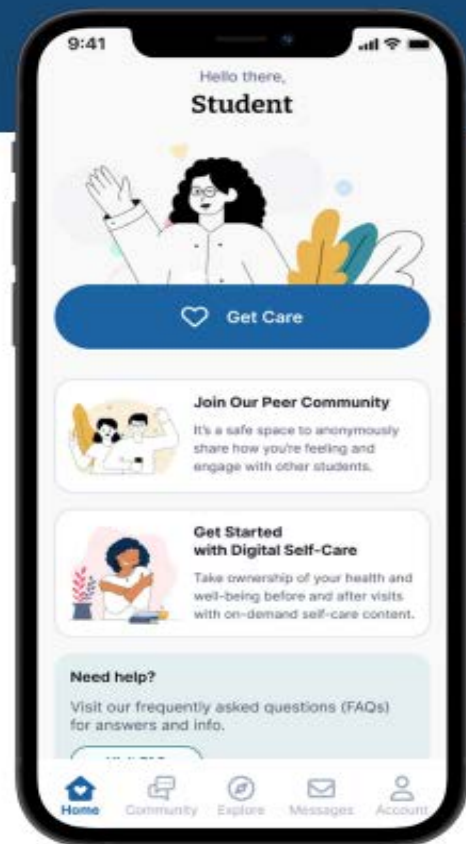 9:41
Hello there,
Student
Get Care
Join Our Peer Community
It's a safe space to anonymously
share how you're feeling and
engage with other students.
Get Started
with Digital Self-Care
Take ownership of your health and
well-being before and after visits
with on-demand self-care content.
Need help?
Visit our frequently asked questions (FAQs)
for answers and info.
Home Community Explore Messages Account